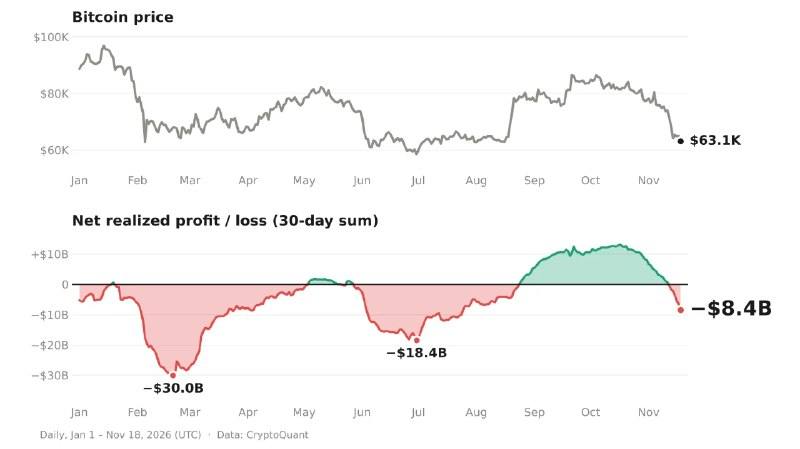 Bitcoin price
$100K
$80K
$60K
$63.1K
Jan Feb Mar Apr May Jun Jul Aug Sep Oct Nov
Net realized profit / loss (30-day sum)
+$10B
0
−$10B
−$8.4B
−$20B
−$18.4B
−$30B
−$30.0B
Jan Feb Mar Apr May Jun Jul Aug Sep Oct Nov
Daily, Jan 1 – Nov 18, 2026 (UTC) · Data: CryptoQuant